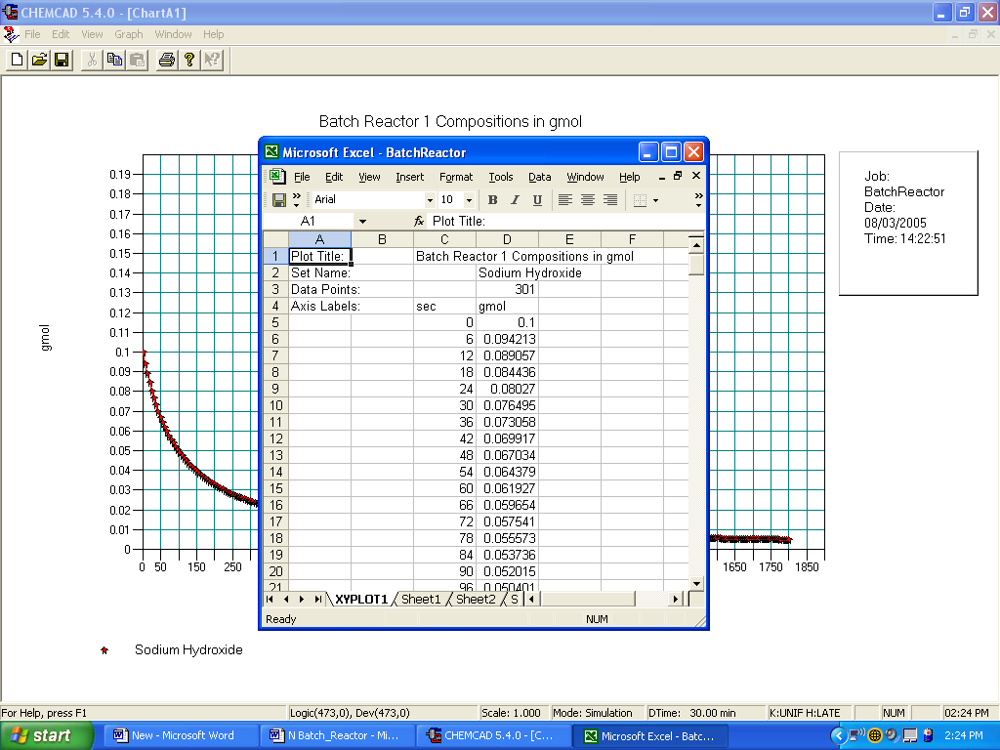 CHEMCAD 5.4.0 - [ChartA1]
File Edit View Graph Window Help
Batch Reactor 1 Compositions in gmol
Job:
BatchReactor
Date:
08/03/2005
Time: 14:22:51
gmol
0.19
0.18
0.17
0.16
0.15
0.14
0.13
0.12
0.11
0.1
0.09
0.08
0.07
0.06
0.05
0.04
0.03
0.02
0.01
0
0 50 150 250 1650 1750 1850
Sodium Hydroxide
Microsoft Excel - BatchReactor
File Edit View Insert Format Tools Data Window Help
Arial 10 B I U
A1 fx Plot Title:
A B C D E F
1 Plot Title: Batch Reactor 1 Compositions in gmol
2 Set Name: Sodium Hydroxide
3 Data Points: 301
4 Axis Labels: sec gmol
5 0 0.1
6 6 0.094213
7 12 0.089057
8 18 0.084436
9 24 0.08027
10 30 0.076495
11 36 0.073058
12 42 0.069917
13 48 0.067034
14 54 0.064379
15 60 0.061927
16 66 0.059654
17 72 0.057541
18 78 0.055573
19 84 0.053736
20 90 0.052015
21 96 0.050401
XYPLOT1 Sheet1 Sheet2 S
Ready NUM
For Help, press F1 Logic(473,0), Dev(473,0) Scale: 1.000 Mode: Simulation DTime: 30.00 min K:UNIF H:LATE NUM 02:24 PM
start New - Microsoft Word N Batch_Reactor - Mi... CHEMCAD 5.4.0 - [C... Microsoft Excel - Batc... 2:24 PM